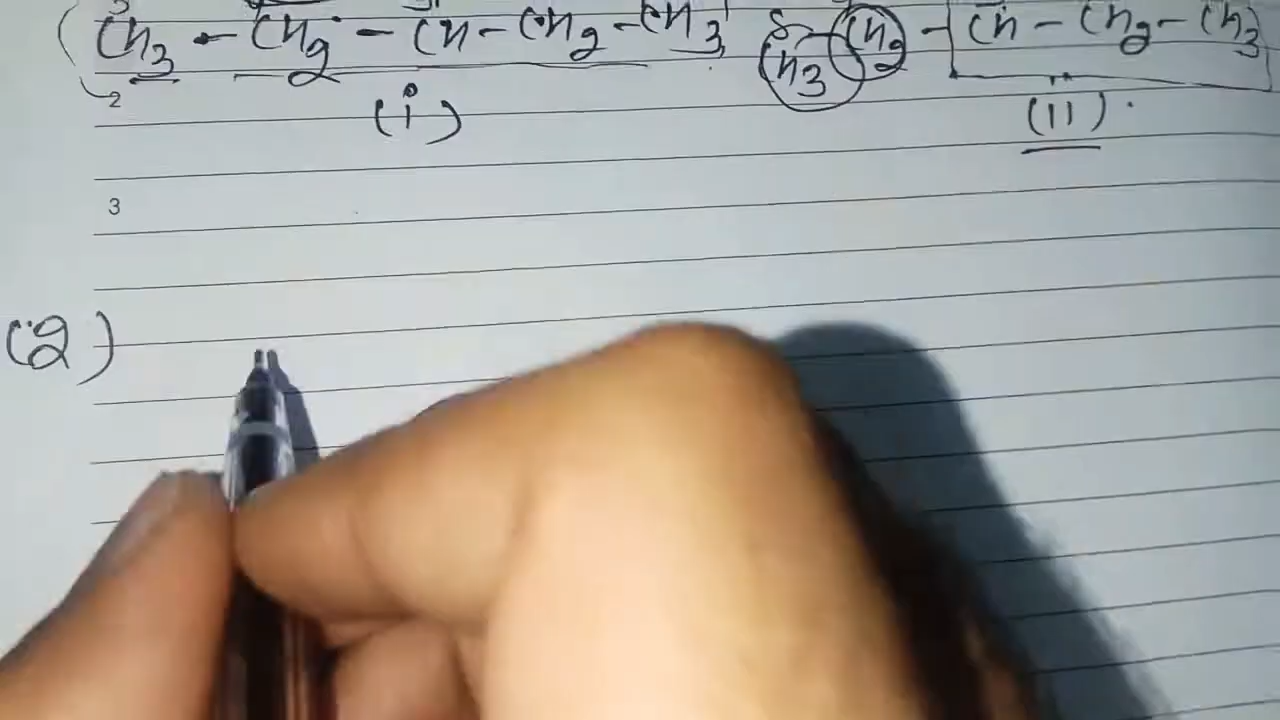 CH3 - CH2 - CH - CH2 - CH3 CH3 CH2 - CH - CH2 - CH3
2 (i) (ii)
3
(2)